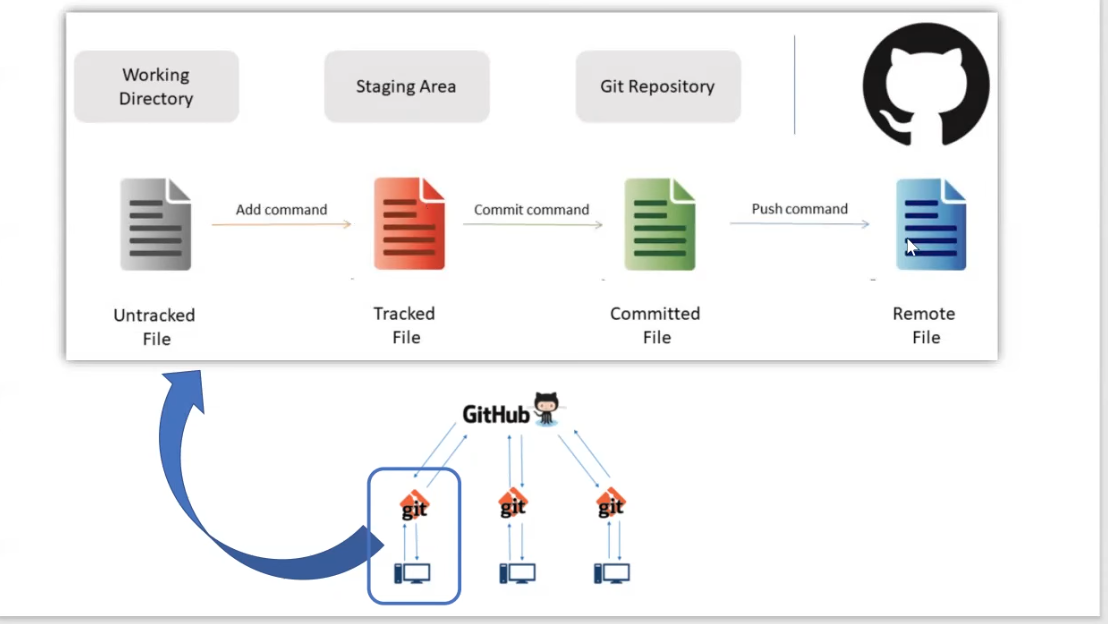 Working
Directory
Staging Area
Git Repository
Add command
Commit command
Push command
Untracked
File
Tracked
File
Committed
File
Remote
File
GitHub
git
git
git